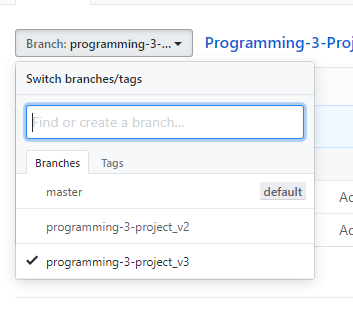 Branch: programming-3-...
Programming-3-Proj
Switch branches/tags
Find or create a branch...
Branches Tags
master default
programming-3-project_v2
programming-3-project_v3